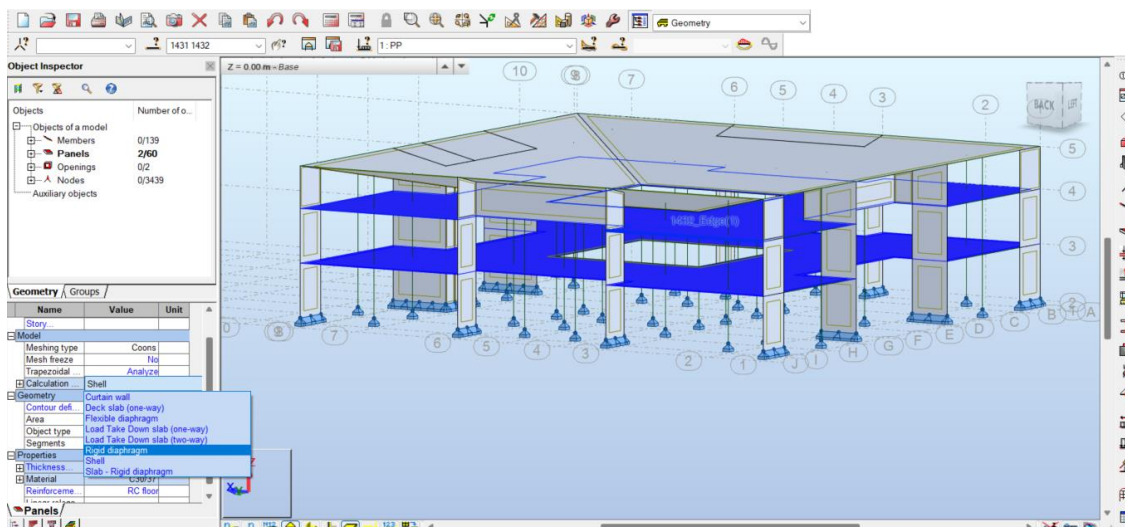 Geometry
1431 1432
1 : PP
Object Inspector
Z = 0.00 m - Base
Objects
Number of o...
Objects of a model
Members 0/139
Panels 2/60
Openings 0/2
Nodes 0/3439
Auxiliary objects
10
7
6
5
4
3
2
BACK
LEFT
5
4
3
1432_Edge(1)
Geometry
Groups
Name Value Unit
Story...
Model
Meshing type Coons
Mesh freeze No
Trapezoidal ... Analyze
Calculation ... Shell
Geometry
Contour defi...
Area
Object type
Segments
Properties
Thickness...
Material C30/37
Reinforceme... RC floor
Curtain wall
Deck slab (one-way)
Flexible diaphragm
Load Take Down slab (one-way)
Load Take Down slab (two-way)
Rigid diaphragm
Shell
Slab - Rigid diaphragm
7
6
5
4
3
2
1
J
I
H
G
F
E
D
C
B
A
Panels